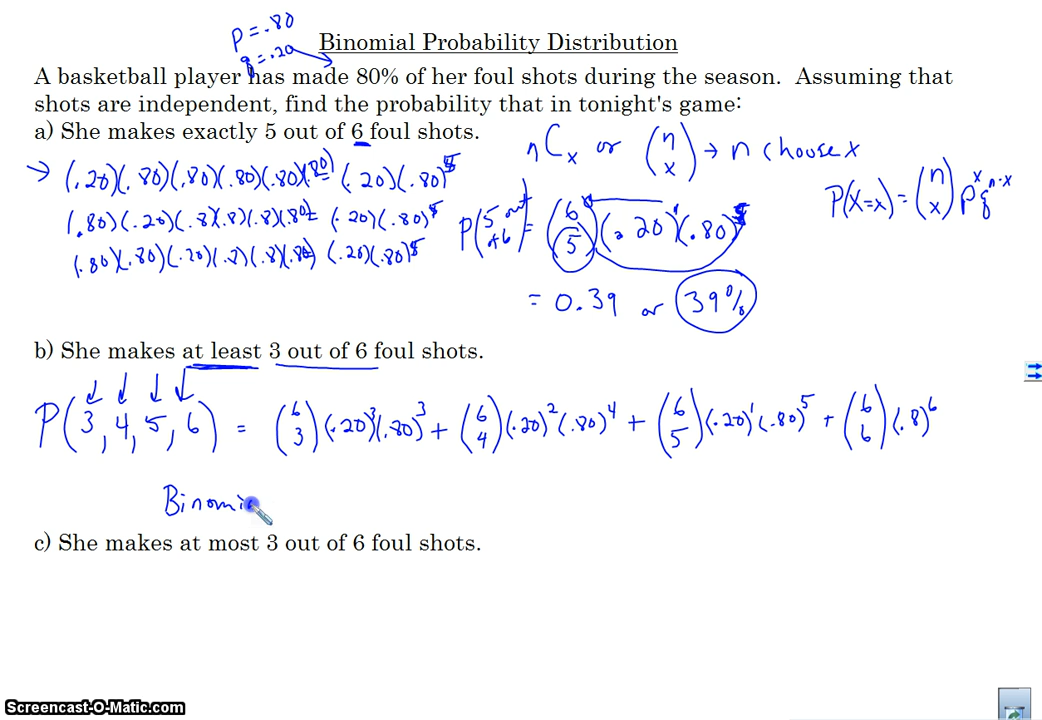 p = .80
q = .20
Binomial Probability Distribution
A basketball player has made 80% of her foul shots during the season. Assuming that
shots are independent, find the probability that in tonight's game:
a) She makes exactly 5 out of 6 foul shots.
nCx or (n x) → n choose x
→ (.20)(.80)(.80)(.80)(.80)(.80) (.20)(.80)^5
P(X=x) = (n x) p^x q^n-x
(.80)(.20)(.8)(.8)(.8)(.80) = (.20)(.80)^5
P(5 out of 6) = (6 5)(.20)^1(.80)^5
(.80)(.80)(.20)(.8)(.8)(.80) = (.20)(.80)^5
= 0.39 or 39%
b) She makes at least 3 out of 6 foul shots.
P(3, 4, 5, 6) = (6 3)(.20)^3(.80)^3 + (6 4)(.20)^2(.80)^4 + (6 5)(.20)^1(.80)^5 + (6 6)(.8)^6
Binomi
c) She makes at most 3 out of 6 foul shots.
Screencast-O-Matic.com